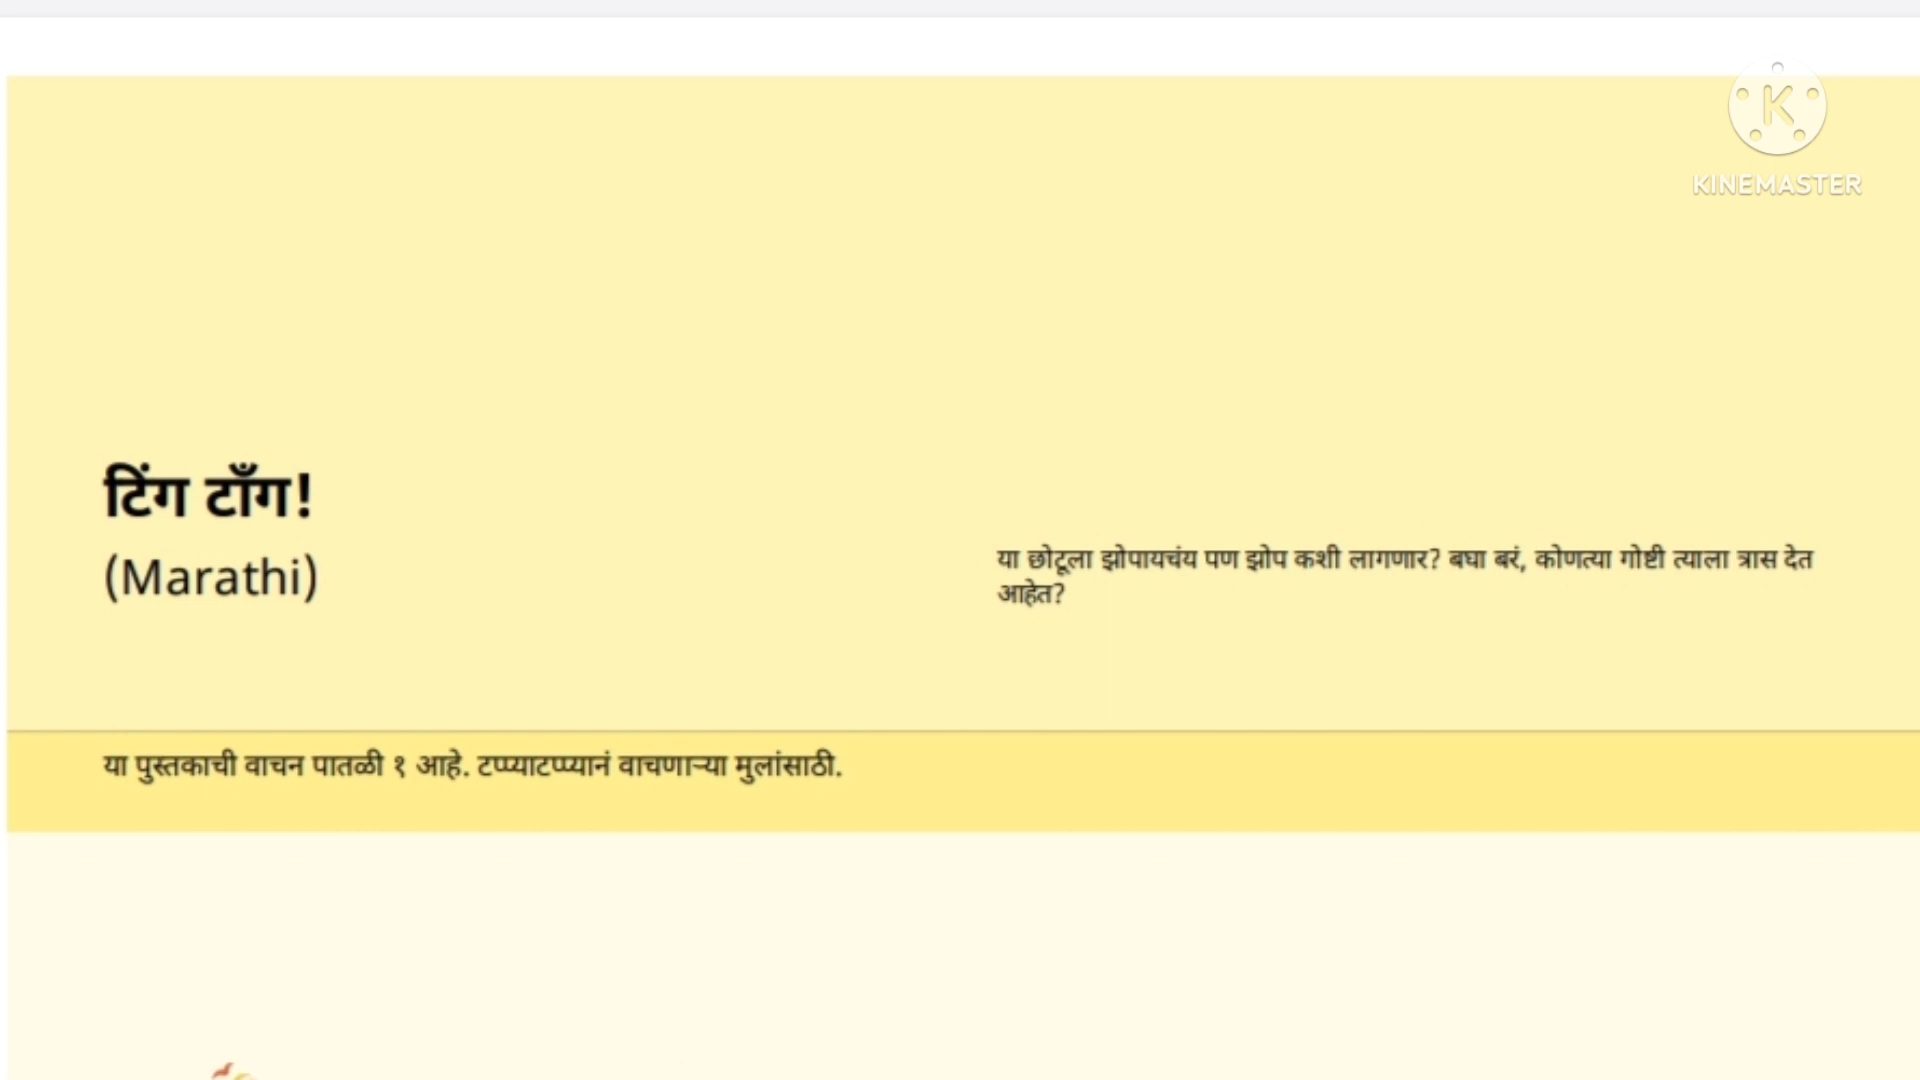 KINEMASTER
टिंग टाँग!
(Marathi)
या छोटूला झोपायचंय पण झोप कशी लागणार? बघा बरं, कोणत्या गोष्टी त्याला त्रास देत
आहेत?
या पुस्तकाची वाचन पातळी १ आहे. टप्प्याटप्प्यानं वाचणाऱ्या मुलांसाठी.